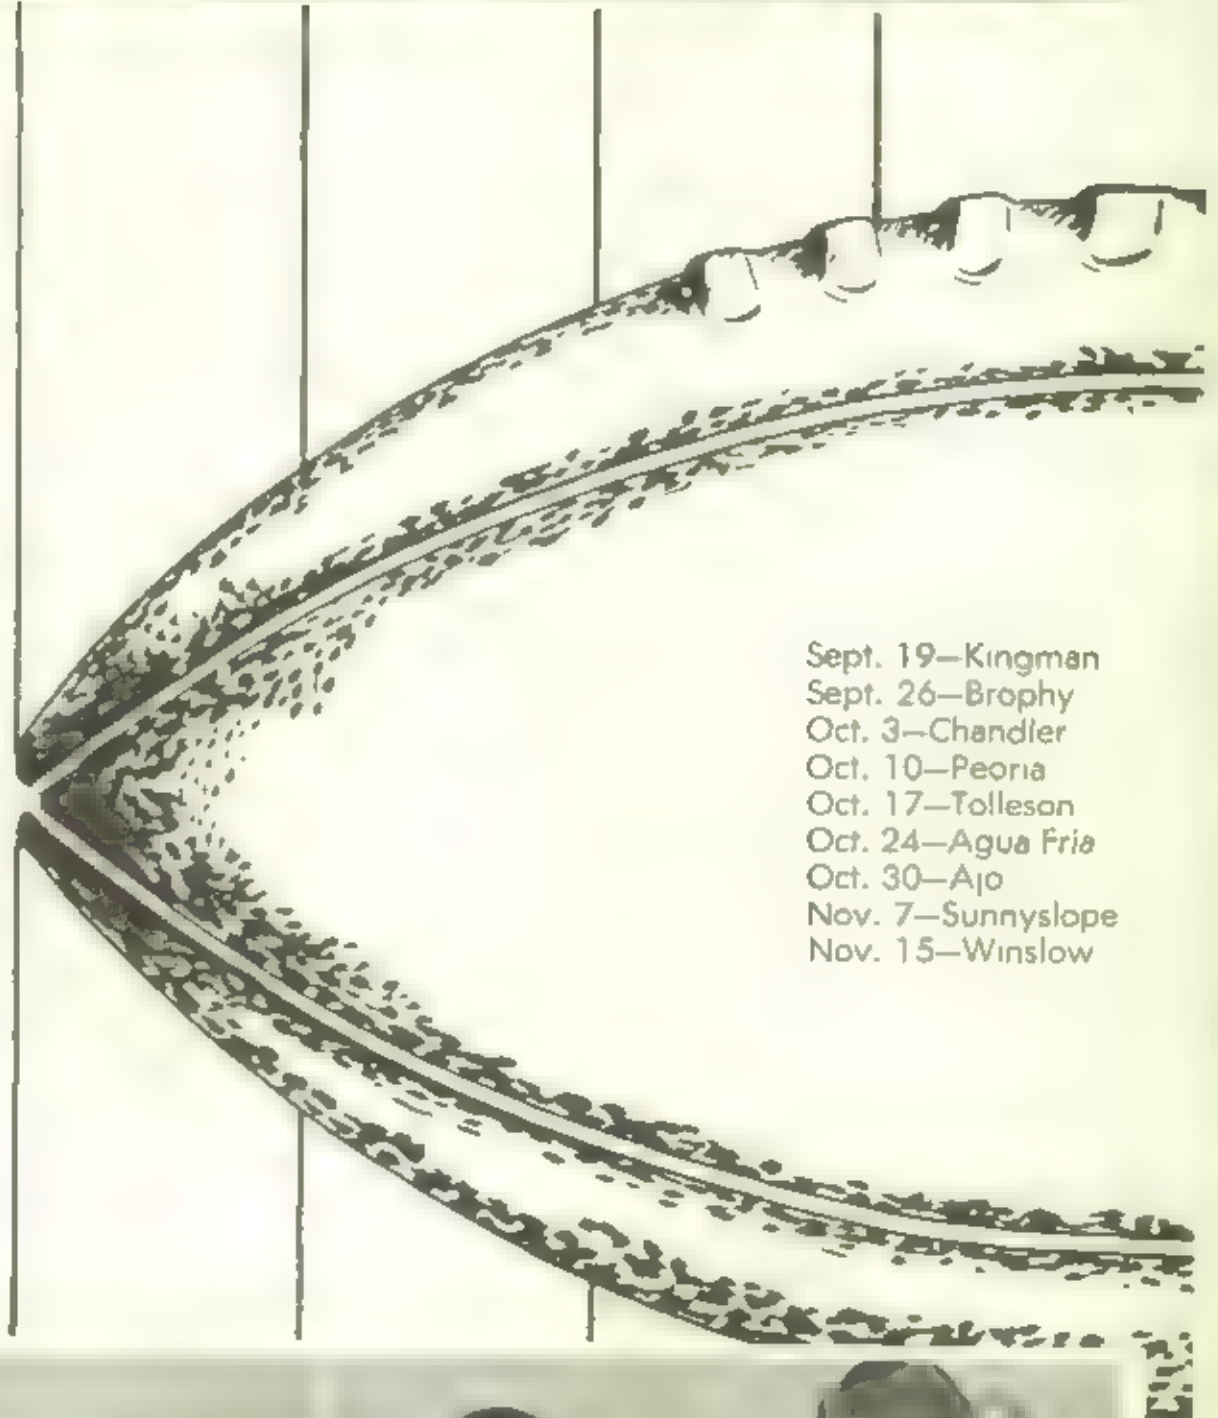 Sept. 19—Kingman
Sept. 26—Brophy
Oct. 3—Chandler
Oct. 10—Peoria
Oct. 17—Tolleson
Oct. 24—Agua Fria
Oct. 30—Ajo
Nov. 7—Sunnyslope
Nov. 15—Winslow